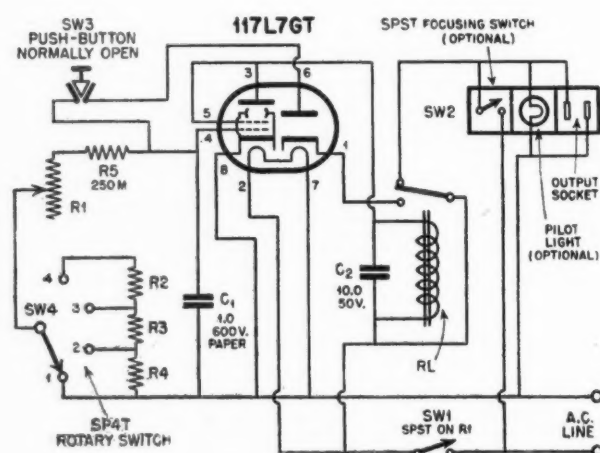 SW3
PUSH-BUTTON
NORMALLY OPEN
117L7GT
SPST FOCUSING SWITCH
(OPTIONAL)
3
6
SW2
5
4
1
R5
250M
8
2
7
R1
OUTPUT
SOCKET
PILOT
LIGHT
(OPTIONAL)
4
R2
C1
1.0
600V.
PAPER
C2
10.0
50V.
3
SW4
R3
2
R4
RL
1
SP4T
ROTARY SWITCH
SW1
SPST ON R1
A.C.
LINE